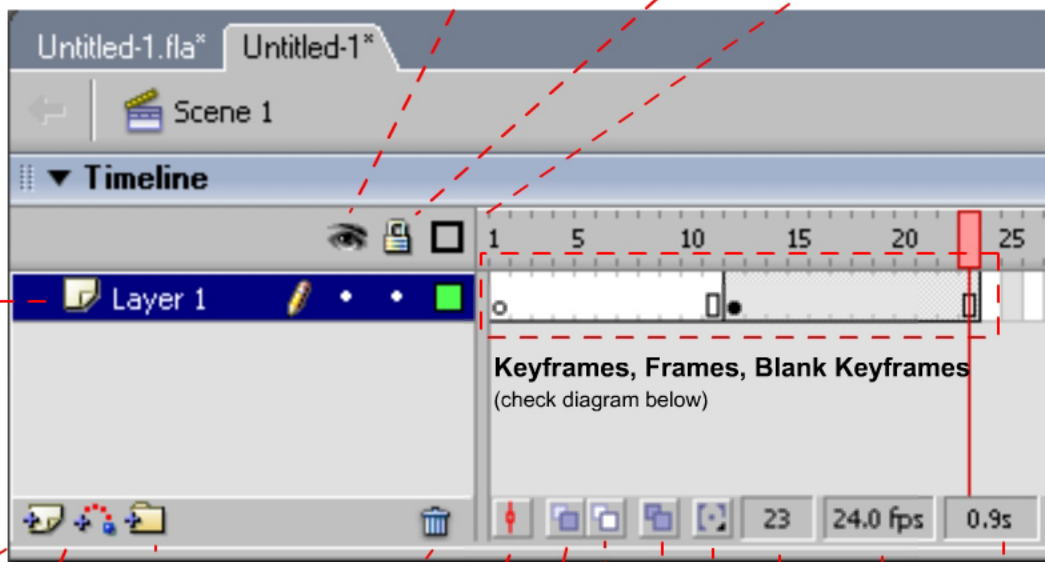 Untitled-1.fla* Untitled-1*
Scene 1
Timeline
1 5 10 15 20 25
Layer 1
Keyframes, Frames, Blank Keyframes
(check diagram below)
23 24.0 fps 0.9s